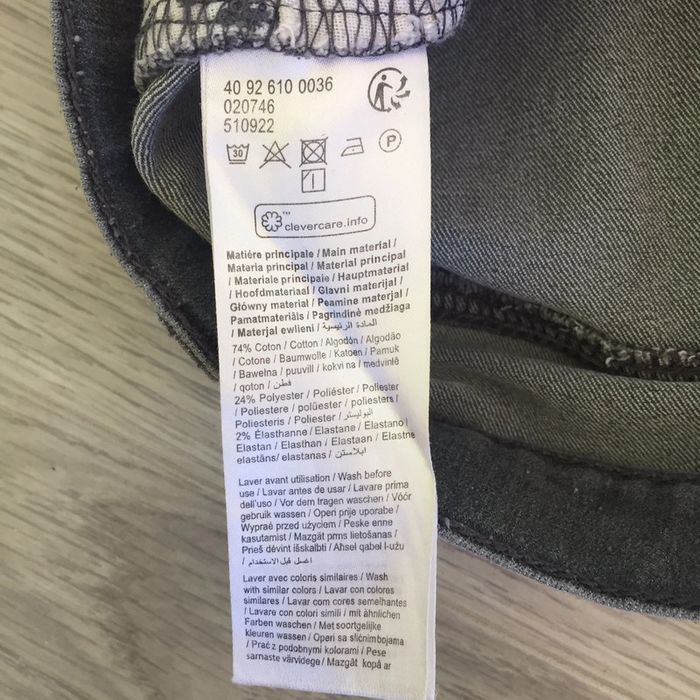 40 92 610 0036
020746
510922
30
P
™ clevercare.info
Matière principale / Main material /
Materia principal / Material principal
/ Materiale principale / Hauptmaterial
/ Hoofdmateriaal / Glavni materijal /
Główny materiał / Peamine materjal /
Pamatmateriāls / Pagrindinė medžiaga
/ Materjal ewlieni / المادة الرئيسية
74% Coton / Cotton / Algodón / Algodão
/ Cotone / Baumwolle / Katoen / Pamuk
/ Bawełna / puuvill / kokvilna / medvilnė
/ qoton / قطن
24% Polyester / Poliéster / Poliester
/ Poliestere / polüester / poliesters /
Poliesteris / Poliester / البوليستر
2% Élasthanne / Elastane / Elastano /
Elastan / Elasthan / Elastaan / Elastne
elastāns/ elastanas / ايلاستن
Laver avant utilisation / Wash before
use / Lavar antes de usar / Lavare prima
dell'uso / Vor dem tragen waschen / Vóór
gebruik wassen / Operi prije uporabe /
Wyprać przed użyciem / Peske enne
kasutamist / Mazgāt pirms lietošanas /
Prieš dėvint išskalbti / Aħsel qabel l-użu
/ اغسل قبل الاستخدام
Laver avec coloris similaires / Wash
with similar colors / Lavar con colores
similares / Lavar com cores semelhantes
/ Lavare con colori simili / mit ähnlichen
Farben waschen / Met soortgelijke
kleuren wassen / Operi sa sličnim bojama
/ Prać z podobnymi kolorami / Pese
sarnaste värvidega / Mazgāt kopā ar